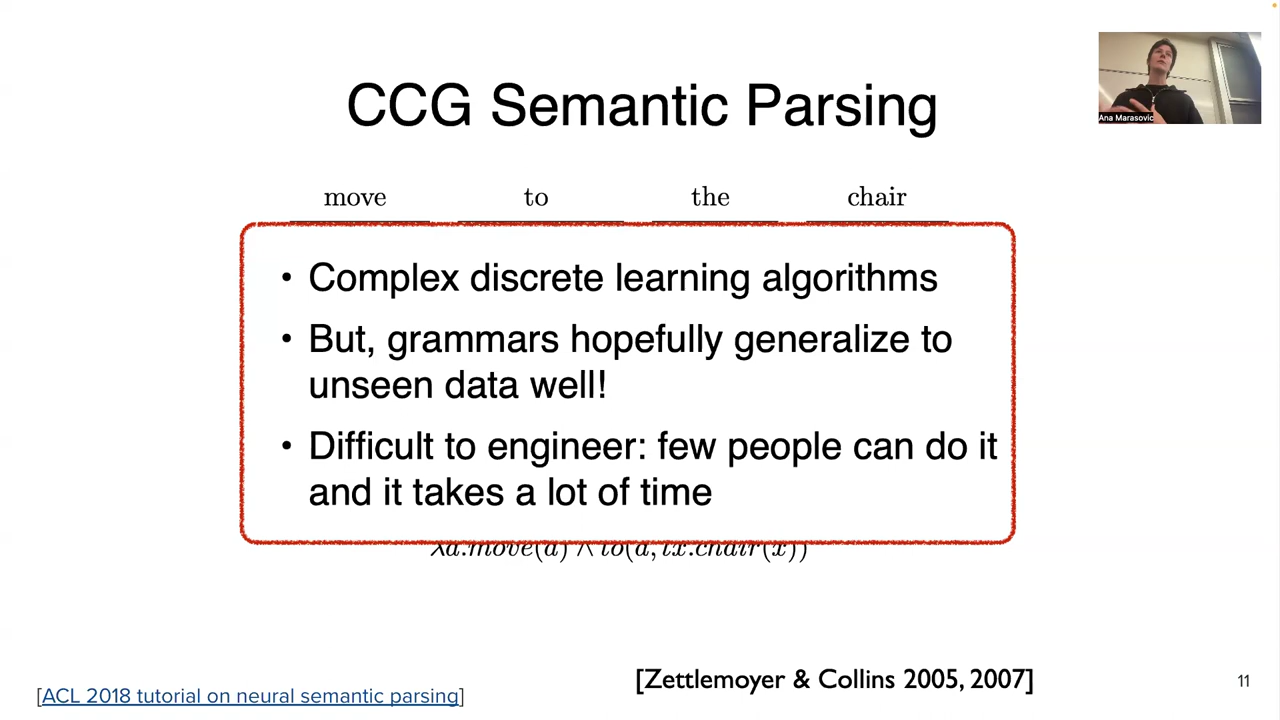 Ana Marasovic
CCG Semantic Parsing
move to the chair
• Complex discrete learning algorithms
• But, grammars hopefully generalize to
unseen data well!
• Difficult to engineer: few people can do it
and it takes a lot of time
λa.move(a) ∧ to(a, ιx.chair(x))
[Zettlemoyer & Collins 2005, 2007]
[ACL 2018 tutorial on neural semantic parsing]
11